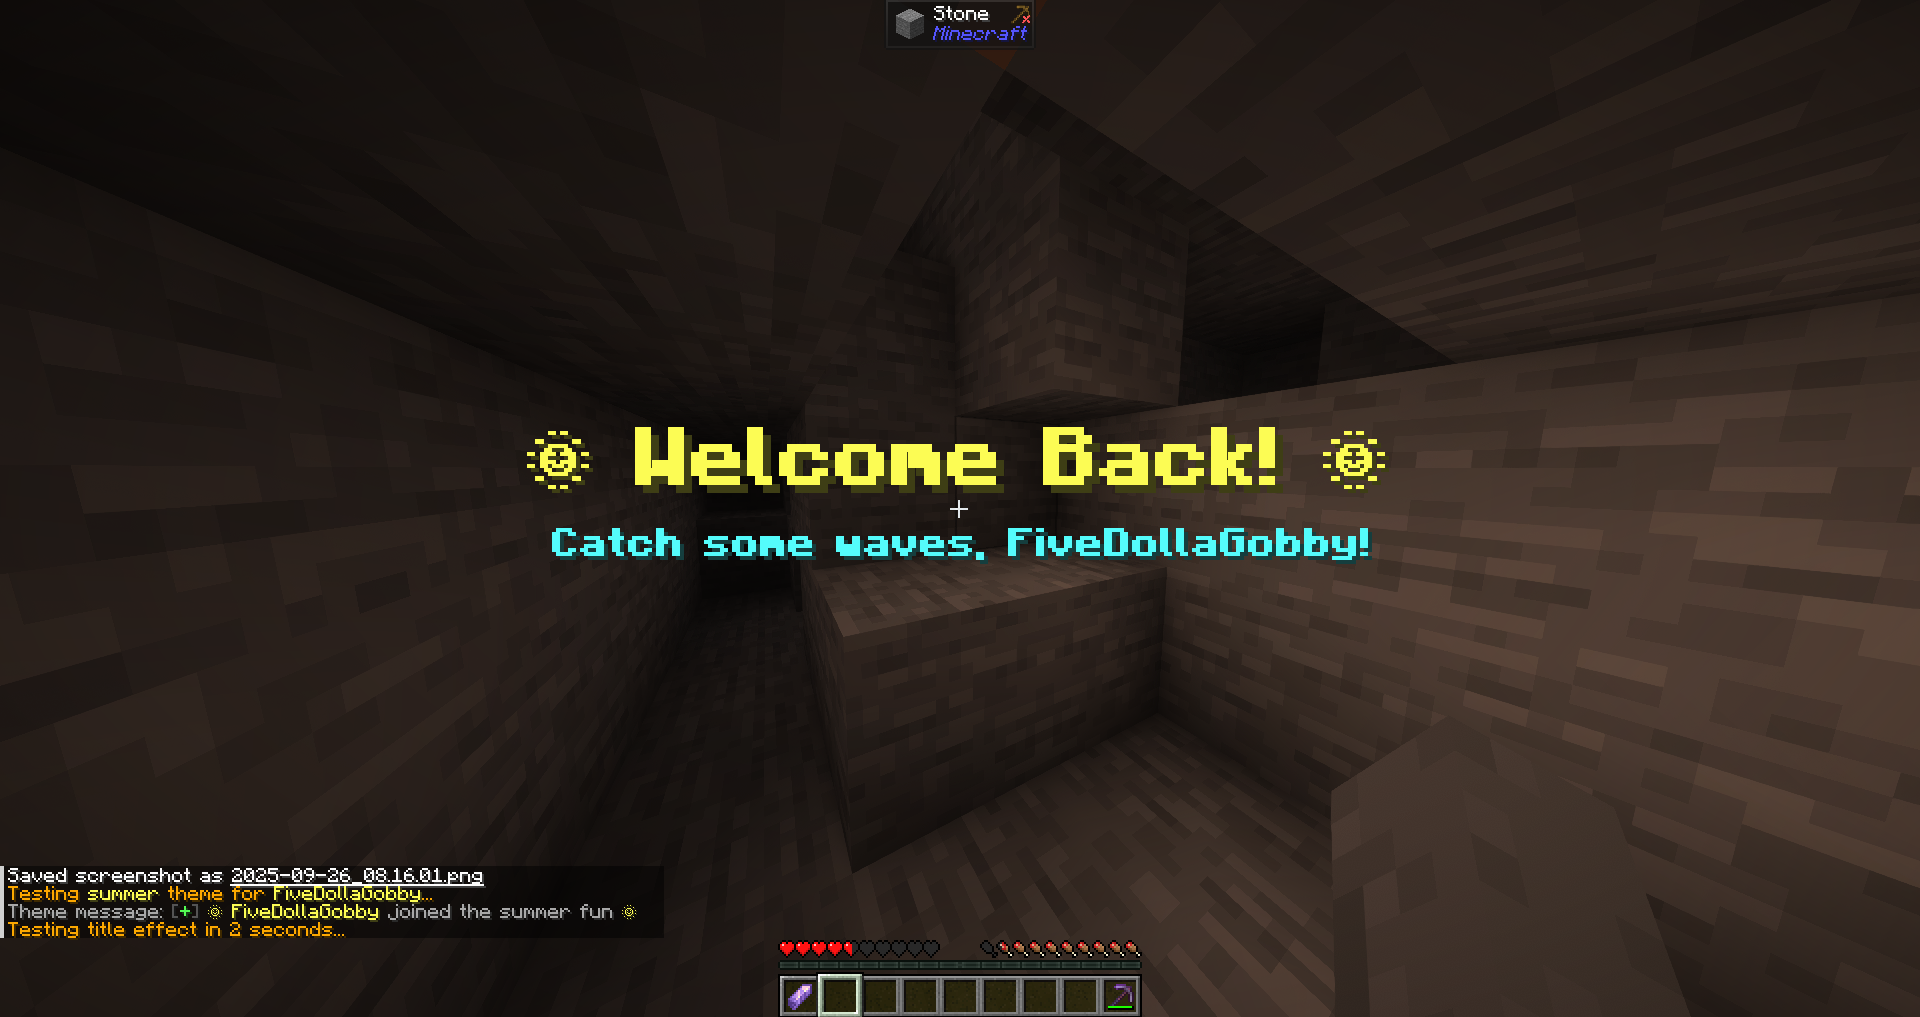 Stone
Minecraft
☀ Welcome Back! ☀
Catch some waves, FiveDollaGobby!
Saved screenshot as 2025-09-26_08.16.01.png
Testing summer theme for FiveDollaGobby...
Theme message: [+] ☀ FiveDollaGobby joined the summer fun ☀
Testing title effect in 2 seconds...